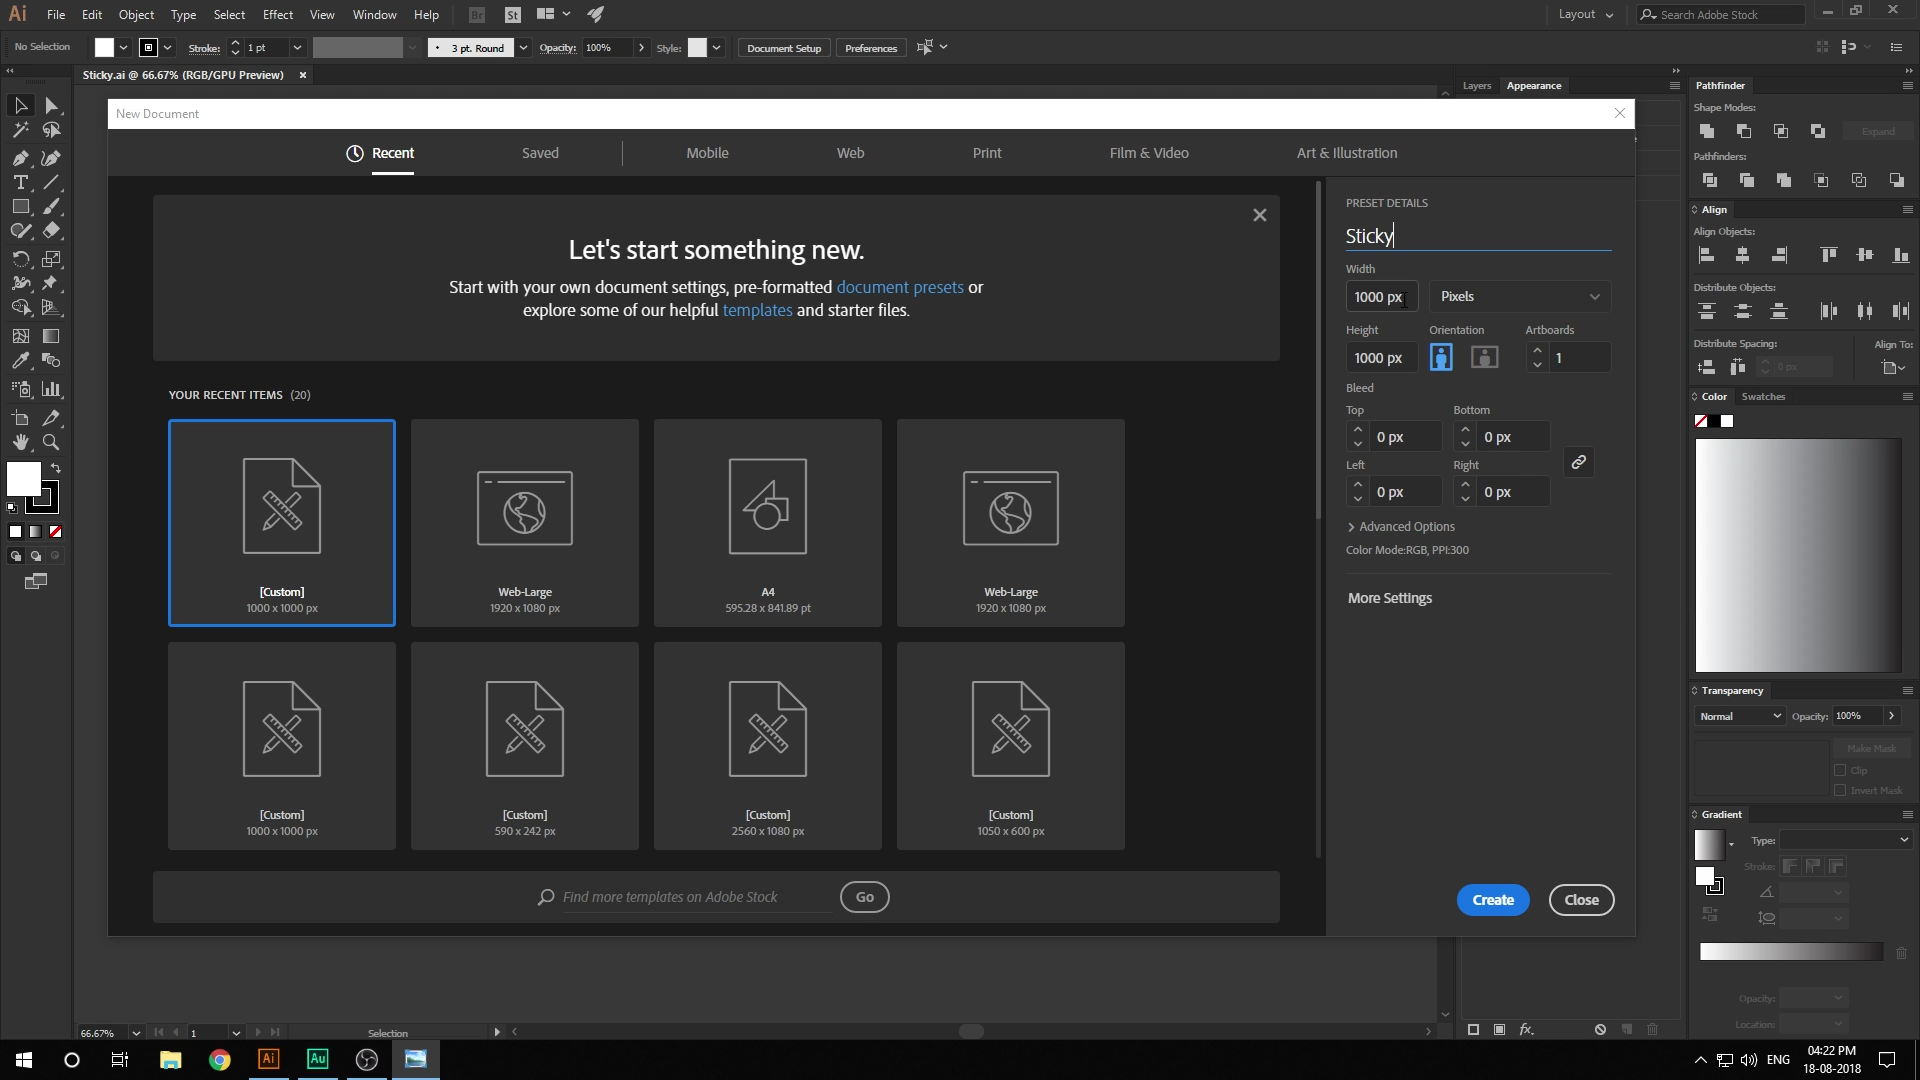 Ai File Edit Object Type Select Effect View Window Help Br St Layout Search Adobe Stock
No Selection Stroke: 1 pt 3 pt. Round Opacity: 100% Style: Document Setup Preferences
Sticky.ai @ 66.67% (RGB/GPU Preview)
New Document
Recent Saved Mobile Web Print Film & Video Art & Illustration
Let's start something new.
Start with your own document settings, pre-formatted document presets or
explore some of our helpful templates and starter files.
YOUR RECENT ITEMS (20)
[Custom]
1000 x 1000 px
Web-Large
1920 x 1080 px
A4
595.28 x 841.89 pt
Web-Large
1920 x 1080 px
[Custom]
1000 x 1000 px
[Custom]
590 x 242 px
[Custom]
2560 x 1080 px
[Custom]
1050 x 600 px
Find more templates on Adobe Stock Go
PRESET DETAILS
Sticky
Width
1000 px Pixels
Height Orientation Artboards
1000 px 1
Bleed
Top Bottom
0 px 0 px
Left Right
0 px 0 px
Advanced Options
Color Mode:RGB, PPI:300
More Settings
Create Close
Layers Appearance
Pathfinder
Shape Modes:
Expand
Pathfinders:
Align
Align Objects:
Distribute Objects:
Distribute Spacing: Align To:
0 px
Color Swatches
Transparency
Normal Opacity: 100%
Make Mask
Clip
Invert Mask
Gradient
Type:
Stroke:
Opacity:
Location:
66.67% 1 Selection
fx.
Ai Au
ENG
04:22 PM
18-08-2018